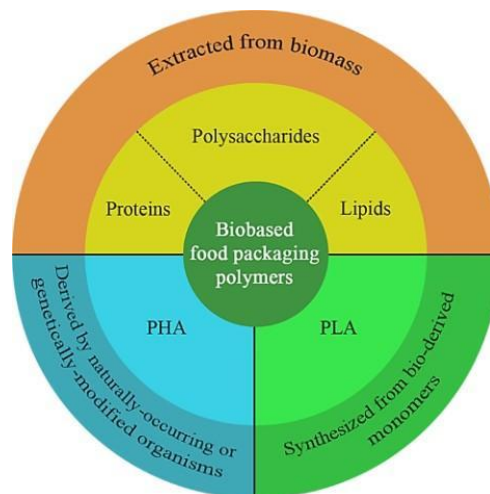 Extracted from biomass
Polysaccharides
Proteins
Lipids
Biobased
food packaging
polymers
PHA
PLA
Derived by naturally-occurring or
genetically-modified organisms
Synthesized from bio-derived
monomers